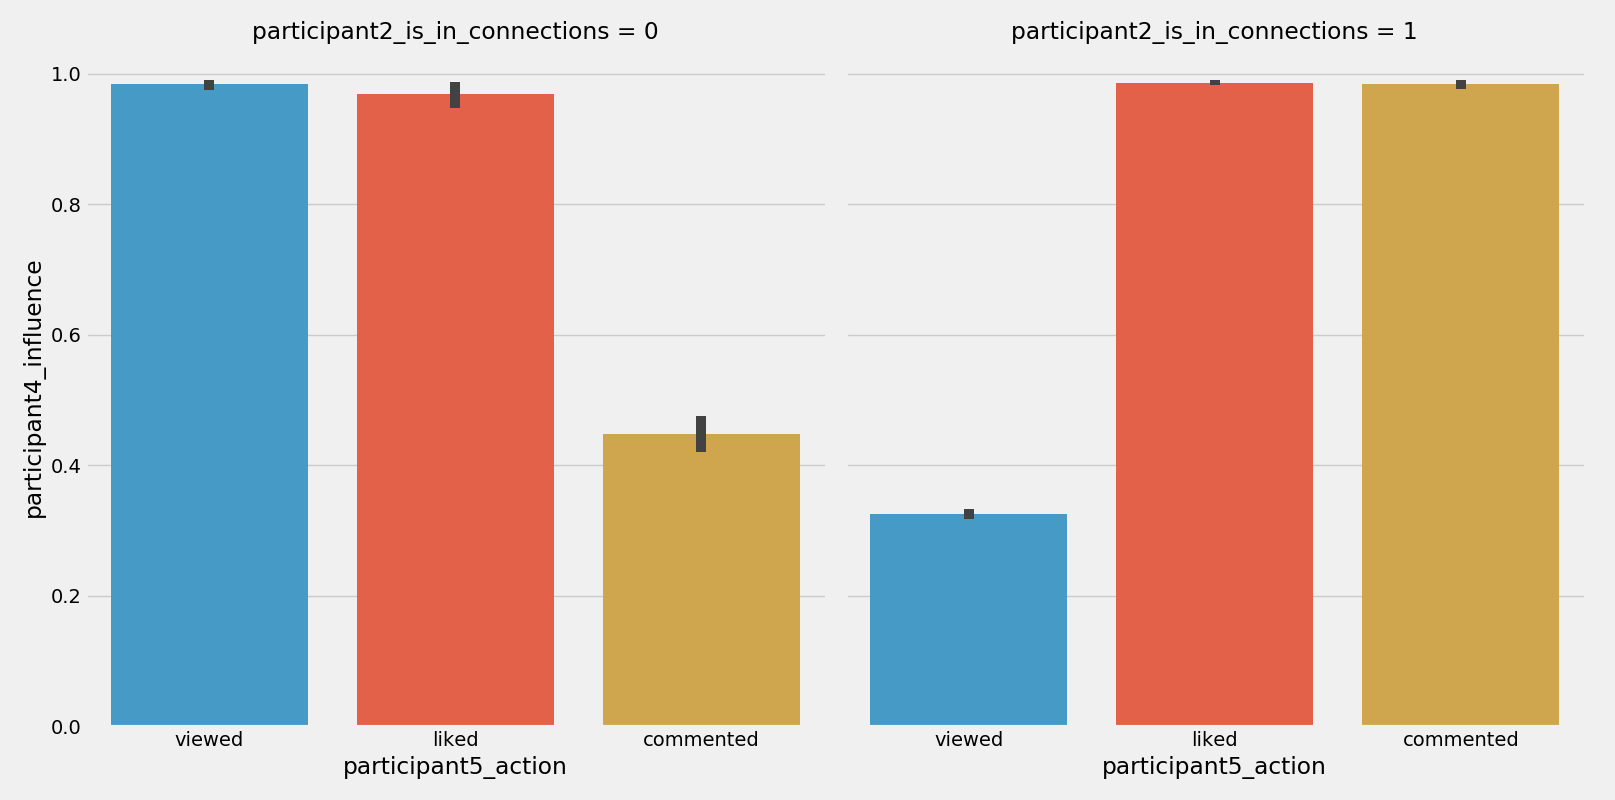 participant2_is_in_connections = 0
participant2_is_in_connections = 1
participant4_influence
1.0
0.8
0.6
0.4
0.2
0.0
viewed
liked
commented
viewed
liked
commented
participant5_action
participant5_action